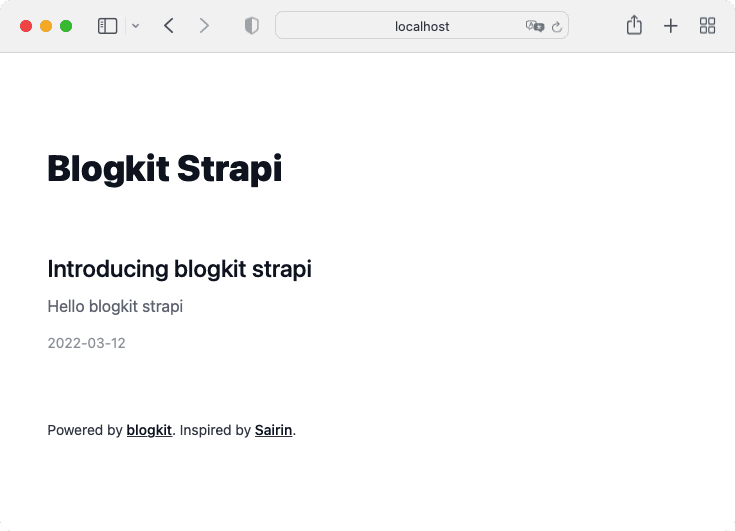 localhost
Blogkit Strapi
Introducing blogkit strapi
Hello blogkit strapi
2022-03-12
Powered by blogkit. Inspired by Sairin.